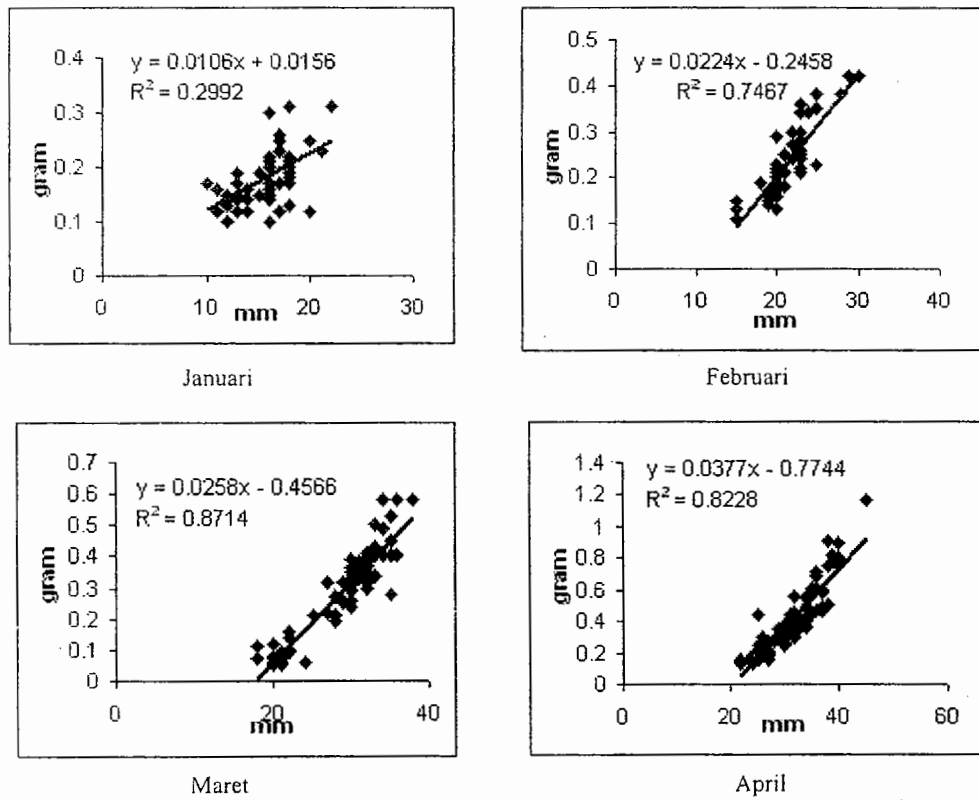 y = 0.0106x + 0.0156
R² = 0.2992
0.4
0.3
0.2
0.1
0
gram
0
10
20
30
mm
Januari
y = 0.0224x - 0.2458
R² = 0.7467
0.5
0.4
0.3
0.2
0.1
0
gram
0
10
20
30
40
mm
Februari
y = 0.0258x - 0.4566
R² = 0.8714
0.7
0.6
0.5
0.4
0.3
0.2
0.1
0
gram
0
20
40
mm
Maret
y = 0.0377x - 0.7744
R² = 0.8228
1.4
1.2
1
0.8
0.6
0.4
0.2
0
gram
0
20
40
60
mm
April